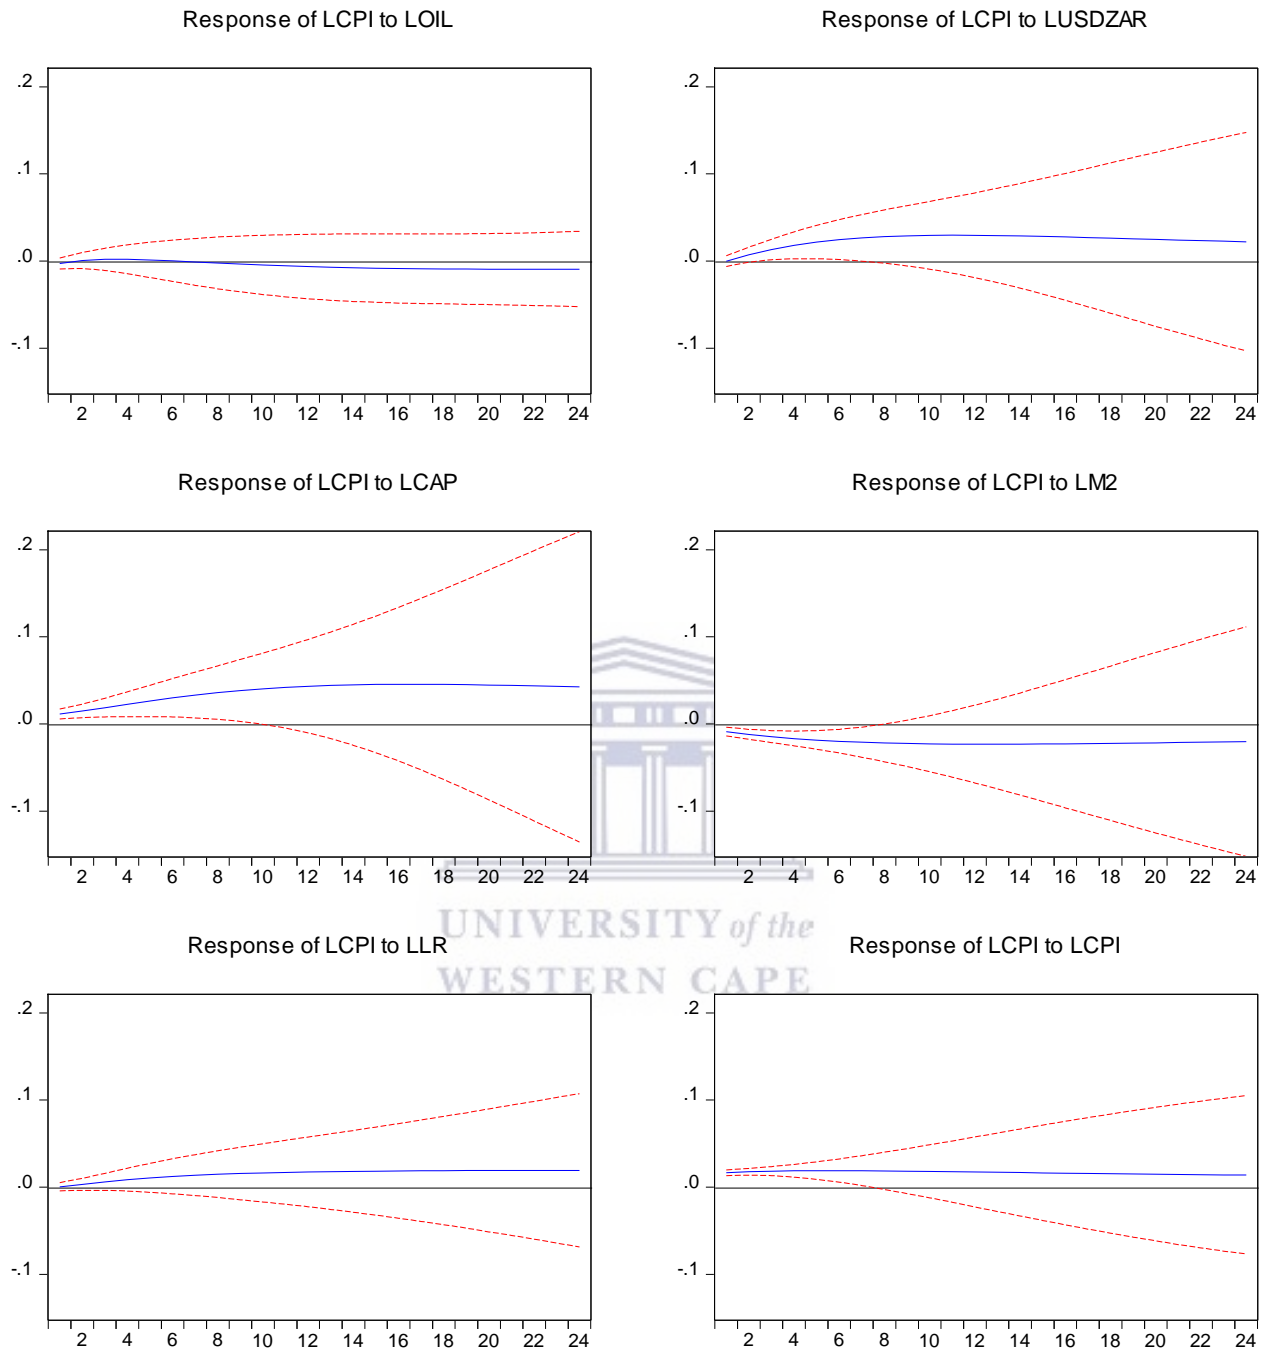 Response of LCPI to LOIL
.2
.1
.0
-.1
2 4 6 8 10 12 14 16 18 20 22 24
Response of LCPI to LUSDZAR
.2
.1
.0
-.1
2 4 6 8 10 12 14 16 18 20 22 24
Response of LCPI to LCAP
.2
.1
.0
-.1
2 4 6 8 10 12 14 16 18 20 22 24
Response of LCPI to LM2
.2
.1
.0
-.1
2 4 6 8 10 12 14 16 18 20 22 24
UNIVERSITY of the
WESTERN CAPE
Response of LCPI to LLR
.2
.1
.0
-.1
2 4 6 8 10 12 14 16 18 20 22 24
Response of LCPI to LCPI
.2
.1
.0
-.1
2 4 6 8 10 12 14 16 18 20 22 24